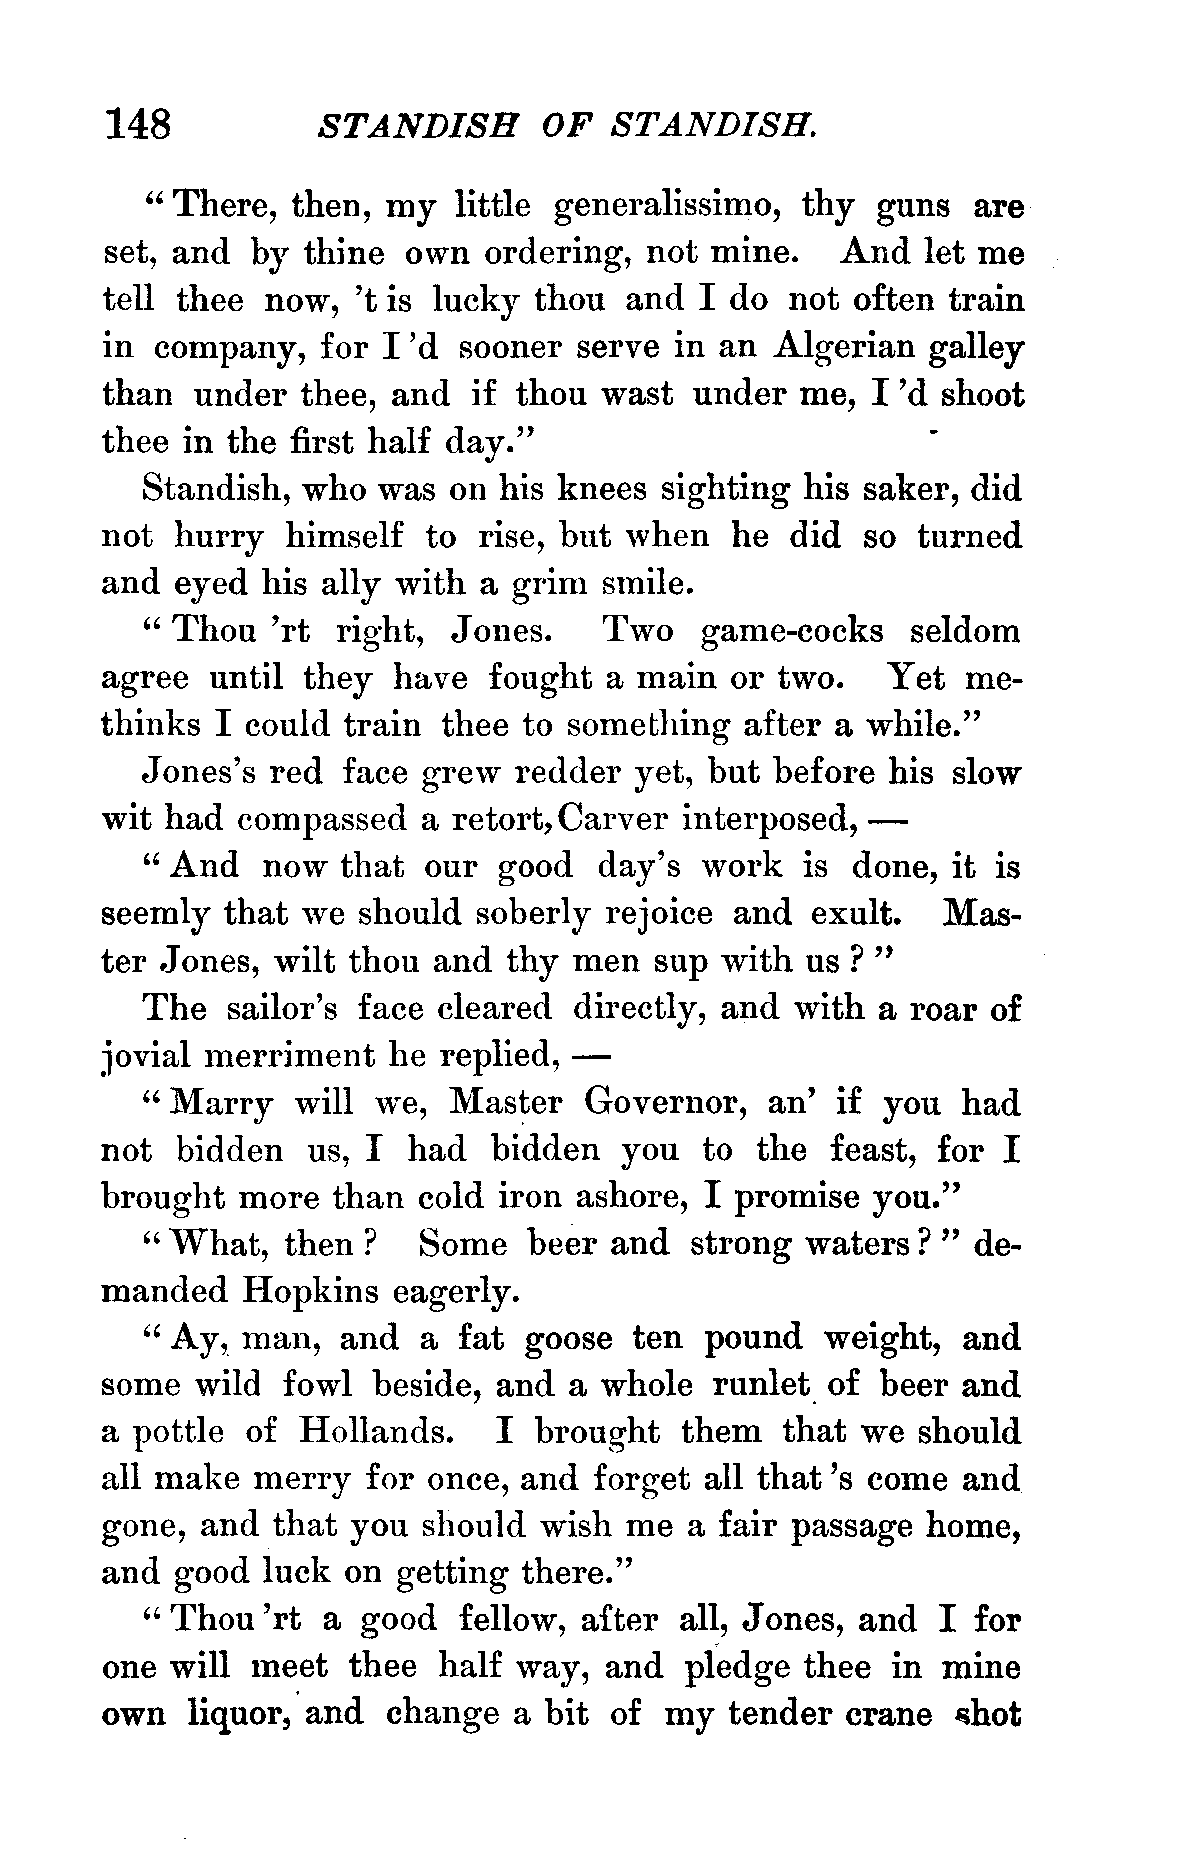 148 STANDISH OF STANDISH.
“There, then, my little generalissimo, thy guns are
set, and by thine own ordering, not mine. And let me
tell thee now, ’t is lucky thou and I do not often train
in company, for I ’d sooner serve in an Algerian galley
than under thee, and if thou wast under me, I ’d shoot
thee in the first half day.”
Standish, who was on his knees sighting his saker, did
not hurry himself to rise, but when he did so turned
and eyed his ally with a grim smile.
“Thou ’rt right, Jones. Two game-cocks seldom
agree until they have fought a main or two. Yet me-
thinks I could train thee to something after a while.”
Jones’s red face grew redder yet, but before his slow
wit had compassed a retort, Carver interposed, —
“And now that our good day’s work is done, it is
seemly that we should soberly rejoice and exult. Mas-
ter Jones, wilt thou and thy men sup with us?”
The sailor’s face cleared directly, and with a roar of
jovial merriment he replied, —
“Marry will we, Master Governor, an’ if you had
not bidden us, I had bidden you to the feast, for I
brought more than cold iron ashore, I promise you.”
“What, then? Some beer and strong waters?” de-
manded Hopkins eagerly.
“Ay, man, and a fat goose ten pound weight, and
some wild fowl beside, and a whole runlet of beer and
a pottle of Hollands. I brought them that we should
all make merry for once, and forget all that ’s come and
gone, and that you should wish me a fair passage home,
and good luck on getting there.”
“Thou ’rt a good fellow, after all, Jones, and I for
one will meet thee half way, and pledge thee in mine
own liquor, and change a bit of my tender crane shot